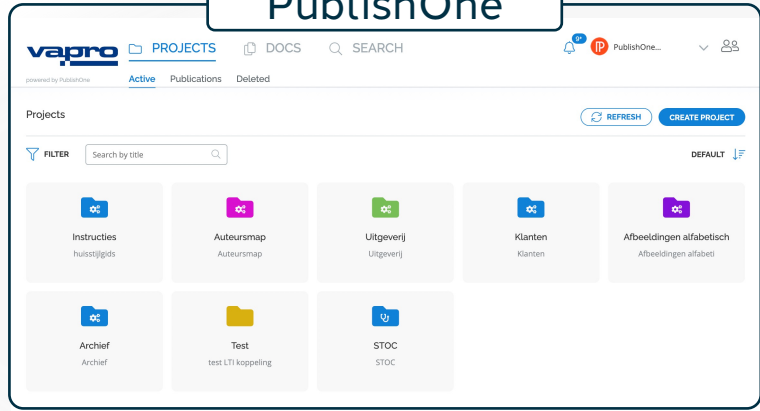 PublishOne
vapro
PROJECTS
DOCS
SEARCH
9+
PublishOne...
powered by PublishOne
Active
Publications
Deleted
Projects
REFRESH
CREATE PROJECT
FILTER
Search by title
DEFAULT
Instructies
huisstijlgids
Auteursmap
Auteursmap
Uitgeverij
Uitgeverij
Klanten
Klanten
Afbeeldingen alfabetisch
Afbeeldingen alfabeti
Archief
Archief
Test
test LTI koppeling
STOC
STOC